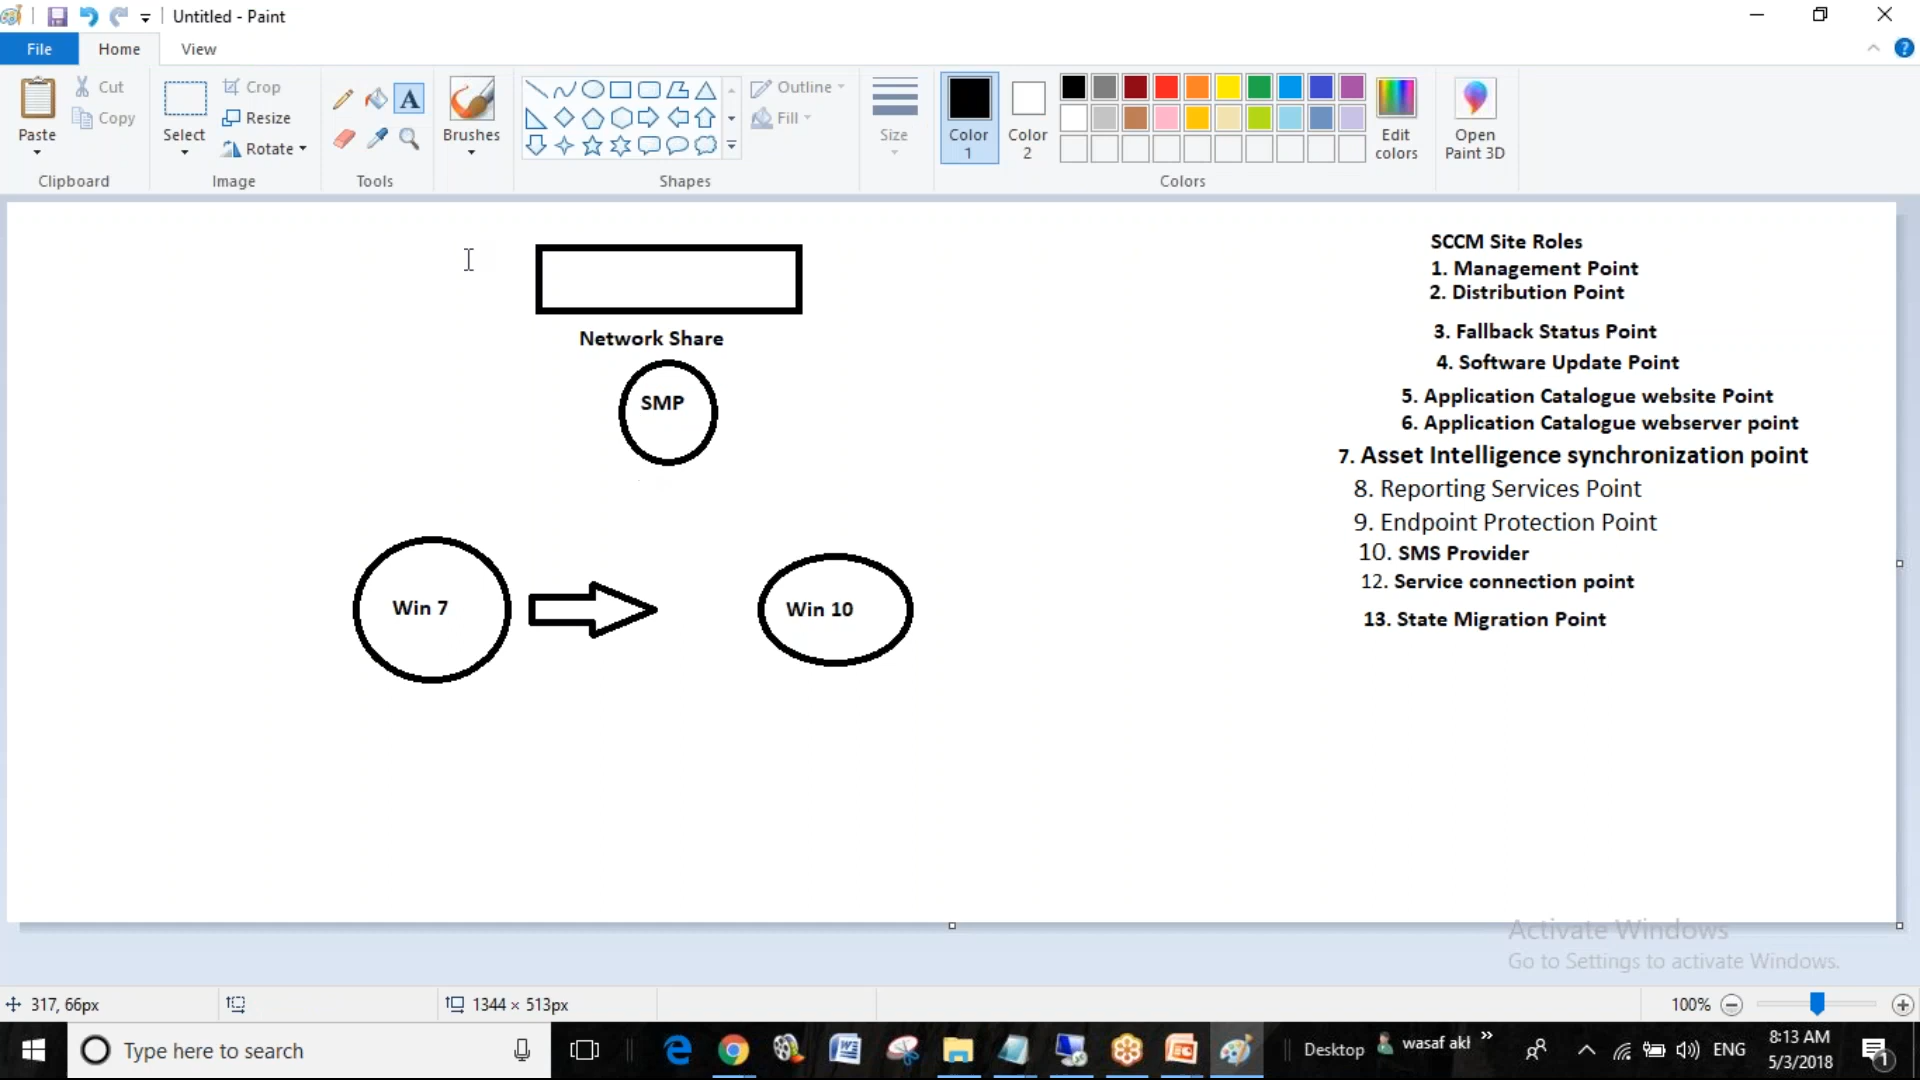 Untitled - Paint
File Home View
Paste
Cut
Copy
Clipboard
Select
Crop
Resize
Rotate
Image
Tools
Brushes
Shapes
Outline
Fill
Size
Color 1
Color 2
Edit colors
Open Paint 3D
Colors
Network Share
SMP
Win 7
Win 10
SCCM Site Roles
1. Management Point
2. Distribution Point
3. Fallback Status Point
4. Software Update Point
5. Application Catalogue website Point
6. Application Catalogue webserver point
7. Asset Intelligence synchronization point
8. Reporting Services Point
9. Endpoint Protection Point
10. SMS Provider
12. Service connection point
13. State Migration Point
Activate Windows
Go to Settings to activate Windows.
317, 66px
1344 × 513px
100%
Type here to search
Desktop
wasaf akl
ENG
8:13 AM
5/3/2018
1